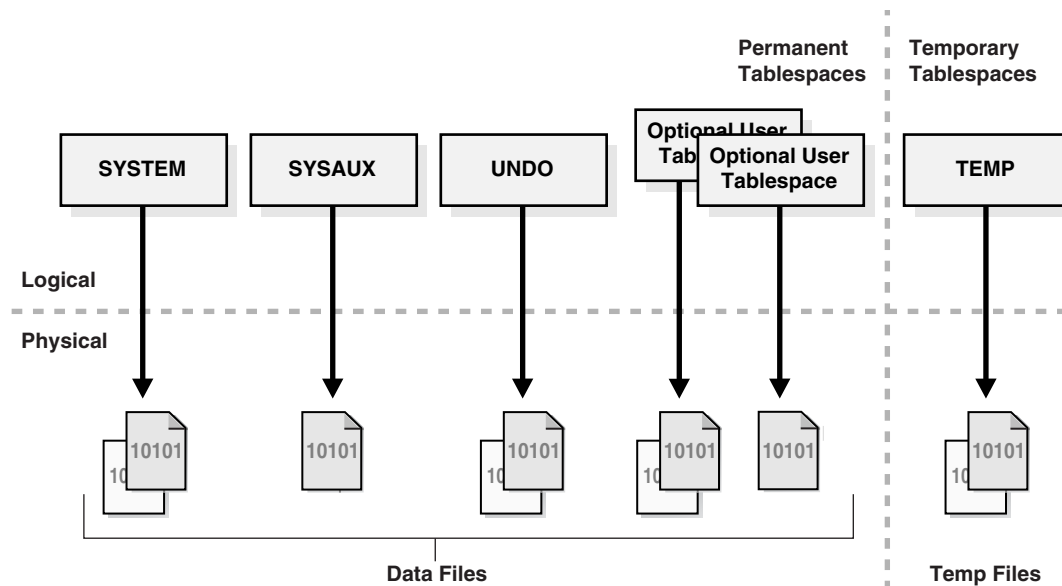 Permanent
Tablespaces
Temporary
Tablespaces
SYSTEM
SYSAUX
UNDO
Optional User
Optional User
Tablespace
TEMP
Logical
Physical
10101
10101
10101
10101
10101
10101
Data Files
Temp Files